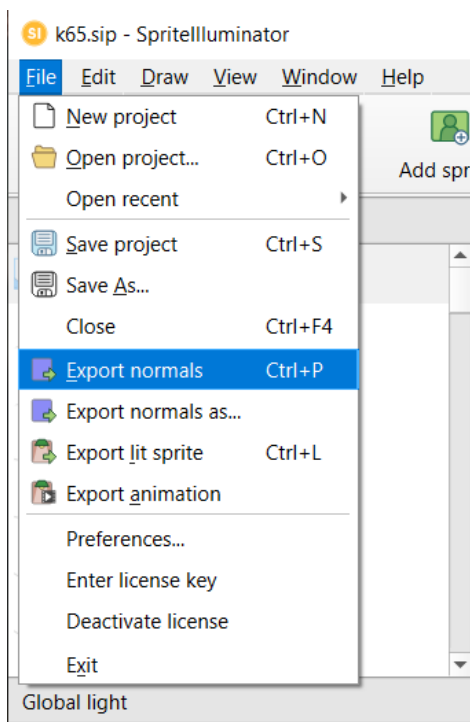 SI k65.sip - SpriteIlluminator
File Edit Draw View Window Help
New project Ctrl+N
Open project... Ctrl+O
Add spr
Open recent
Save project Ctrl+S
Save As...
Close Ctrl+F4
Export normals Ctrl+P
Export normals as...
Export lit sprite Ctrl+L
Export animation
Preferences...
Enter license key
Deactivate license
Exit
Global light